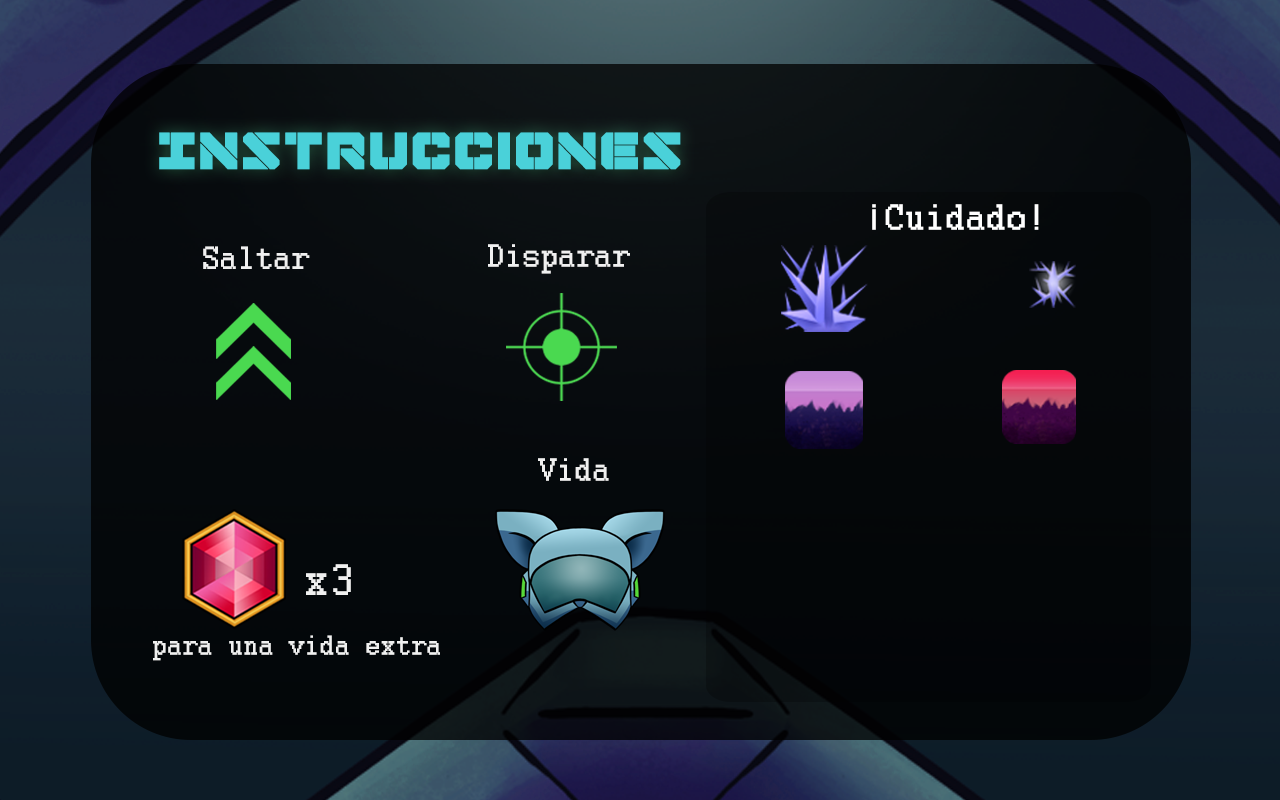 INSTRUCCIONES
¡Cuidado!
Saltar
Disparar
Vida
x3
para una vida extra